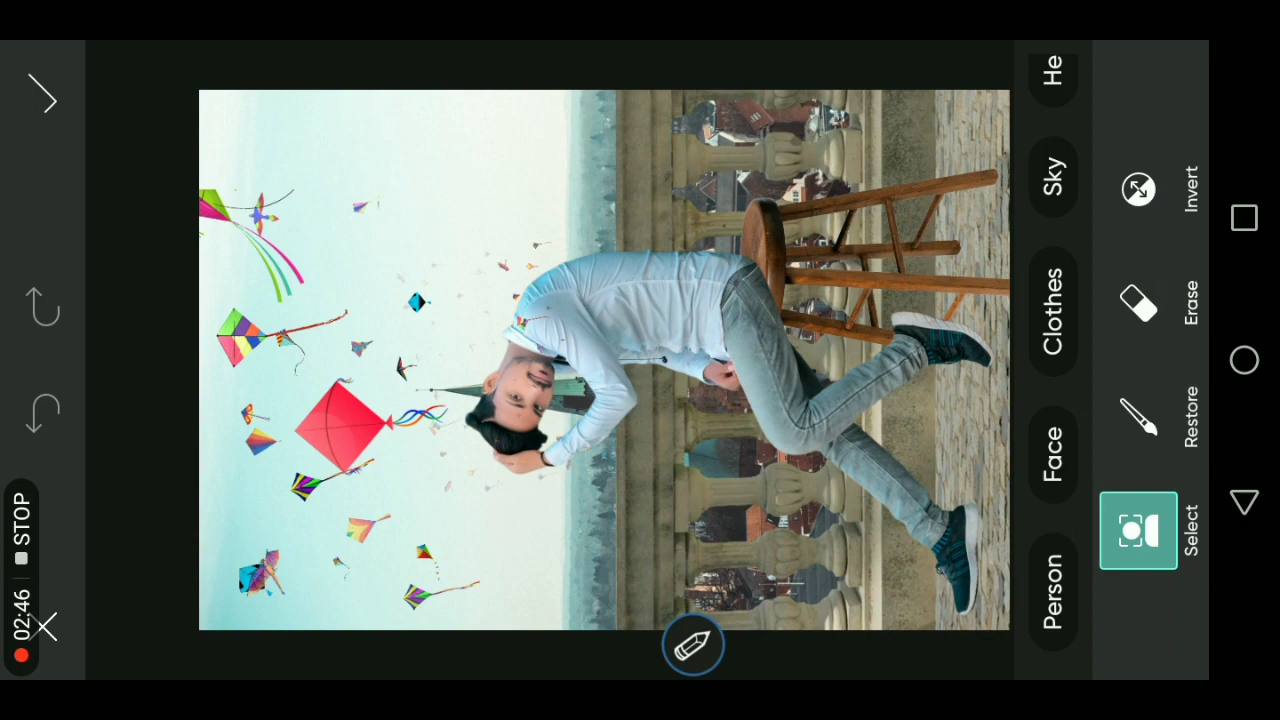 02:46 STOP
Person
Face
Clothes
Sky
He
Select
Restore
Erase
Invert